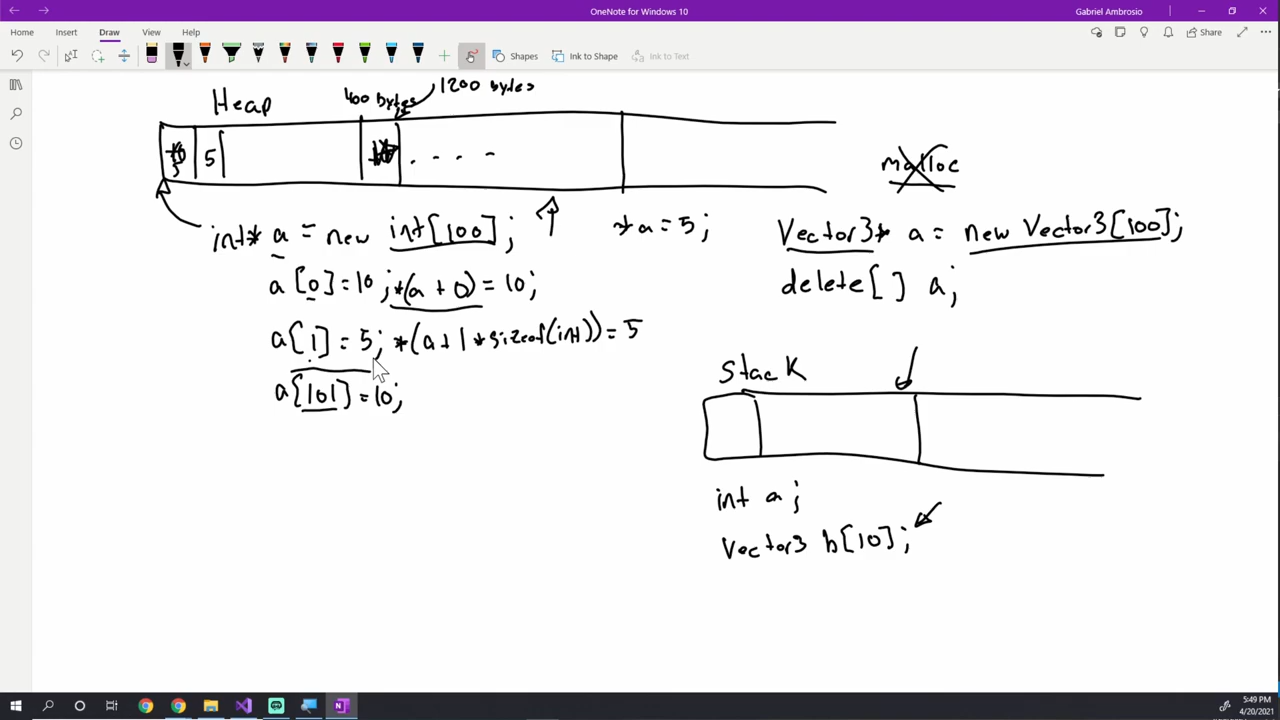 OneNote for Windows 10
Gabriel Ambrosio
Home
Insert
Draw
View
Help
Shapes
Ink to Shape
Ink to Text
Share
Heap
400 bytes
1200 bytes
5
5
malloc
int* a = new int[100];
*a = 5;
a[0] = 10; *(a + 0) = 10;
a[1] = 5; *(a + 1 * sizeof(int)) = 5
a[101] = 10;
Vector3* a = new Vector3[100];
delete[] a;
Stack
int a;
Vector3 b[10];
5:49 PM
4/20/2021